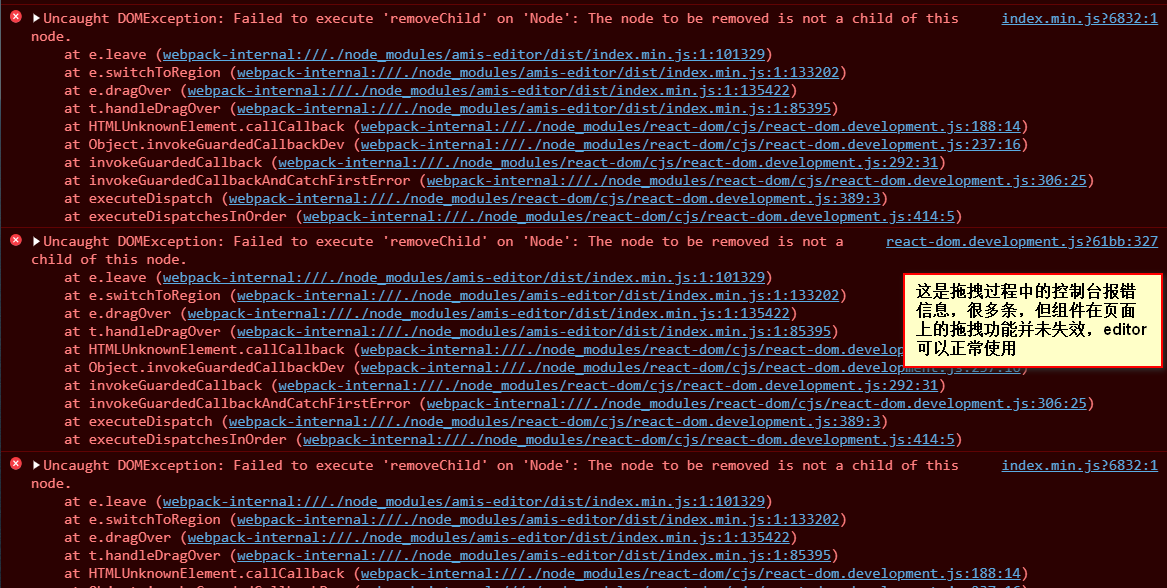 Uncaught DOMException: Failed to execute 'removeChild' on 'Node': The node to be removed is not a child of this index.min.js?6832:1
node.
at e.leave (webpack-internal:///./node_modules/amis-editor/dist/index.min.js:1:101329)
at e.switchToRegion (webpack-internal:///./node_modules/amis-editor/dist/index.min.js:1:133202)
at e.dragOver (webpack-internal:///./node_modules/amis-editor/dist/index.min.js:1:135422)
at t.handleDragOver (webpack-internal:///./node_modules/amis-editor/dist/index.min.js:1:85395)
at HTMLUnknownElement.callCallback (webpack-internal:///./node_modules/react-dom/cjs/react-dom.development.js:188:14)
at Object.invokeGuardedCallbackDev (webpack-internal:///./node_modules/react-dom/cjs/react-dom.development.js:237:16)
at invokeGuardedCallback (webpack-internal:///./node_modules/react-dom/cjs/react-dom.development.js:292:31)
at invokeGuardedCallbackAndCatchFirstError (webpack-internal:///./node_modules/react-dom/cjs/react-dom.development.js:306:25)
at executeDispatch (webpack-internal:///./node_modules/react-dom/cjs/react-dom.development.js:389:3)
at executeDispatchesInOrder (webpack-internal:///./node_modules/react-dom/cjs/react-dom.development.js:414:5)
Uncaught DOMException: Failed to execute 'removeChild' on 'Node': The node to be removed is not a react-dom.development.js?61bb:327
child of this node.
at e.leave (webpack-internal:///./node_modules/amis-editor/dist/index.min.js:1:101329)
at e.switchToRegion (webpack-internal:///./node_modules/amis-editor/dist/index.min.js:1:133202)
at e.dragOver (webpack-internal:///./node_modules/amis-editor/dist/index.min.js:1:135422)
at t.handleDragOver (webpack-internal:///./node_modules/amis-editor/dist/index.min.js:1:85395)
at HTMLUnknownElement.callCallback (webpack-internal:///./node_modules/react-dom/cjs/react-dom.develop
at Object.invokeGuardedCallbackDev (webpack-internal:///./node_modules/react-dom/cjs/react-dom.development.js:237:16)
at invokeGuardedCallback (webpack-internal:///./node_modules/react-dom/cjs/react-dom.development.js:292:31)
at invokeGuardedCallbackAndCatchFirstError (webpack-internal:///./node_modules/react-dom/cjs/react-dom.development.js:306:25)
at executeDispatch (webpack-internal:///./node_modules/react-dom/cjs/react-dom.development.js:389:3)
at executeDispatchesInOrder (webpack-internal:///./node_modules/react-dom/cjs/react-dom.development.js:414:5)
这是拖拽过程中的控制台报错
信息，很多条，但组件在页面
上的拖拽功能并未失效，editor
可以正常使用
Uncaught DOMException: Failed to execute 'removeChild' on 'Node': The node to be removed is not a child of this index.min.js?6832:1
node.
at e.leave (webpack-internal:///./node_modules/amis-editor/dist/index.min.js:1:101329)
at e.switchToRegion (webpack-internal:///./node_modules/amis-editor/dist/index.min.js:1:133202)
at e.dragOver (webpack-internal:///./node_modules/amis-editor/dist/index.min.js:1:135422)
at t.handleDragOver (webpack-internal:///./node_modules/amis-editor/dist/index.min.js:1:85395)
at HTMLUnknownElement.callCallback (webpack-internal:///./node_modules/react-dom/cjs/react-dom.development.js:188:14)